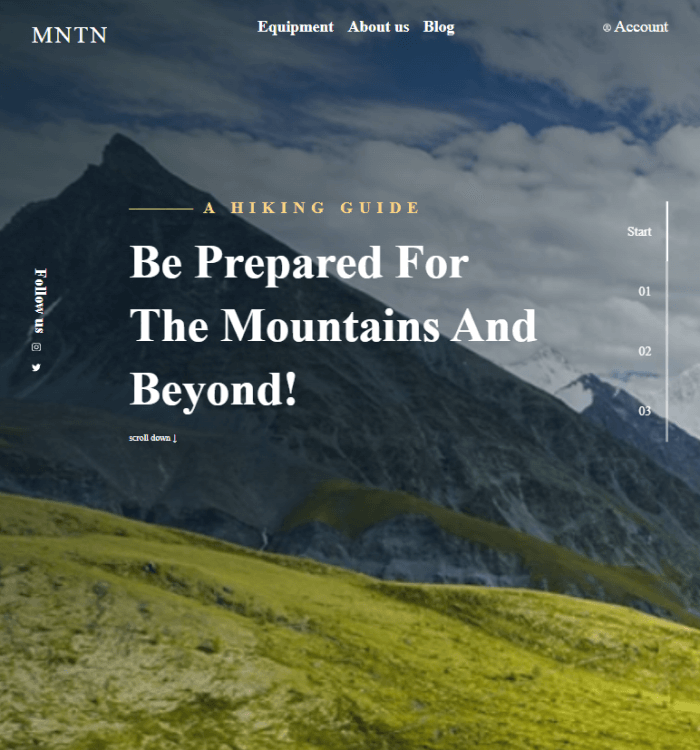 MNTN
Equipment About us Blog
Account
A HIKING GUIDE
Be Prepared For
The Mountains And
Beyond!
scroll down ↓
Follow us
Start
01
02
03